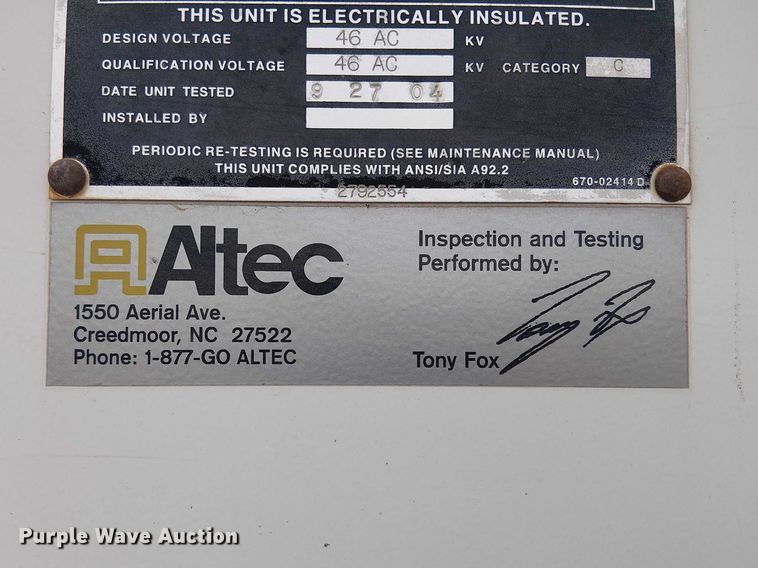 THIS UNIT IS ELECTRICALLY INSULATED.
DESIGN VOLTAGE 46 AC KV
QUALIFICATION VOLTAGE 46 AC KV CATEGORY C
DATE UNIT TESTED 9 27 04
INSTALLED BY
PERIODIC RE-TESTING IS REQUIRED (SEE MAINTENANCE MANUAL)
THIS UNIT COMPLIES WITH ANSI/SIA A92.2
670-02414 D
2792554
Altec
1550 Aerial Ave.
Creedmoor, NC 27522
Phone: 1-877-GO ALTEC
Inspection and Testing
Performed by:
Tony Fox
Purple Wave Auction